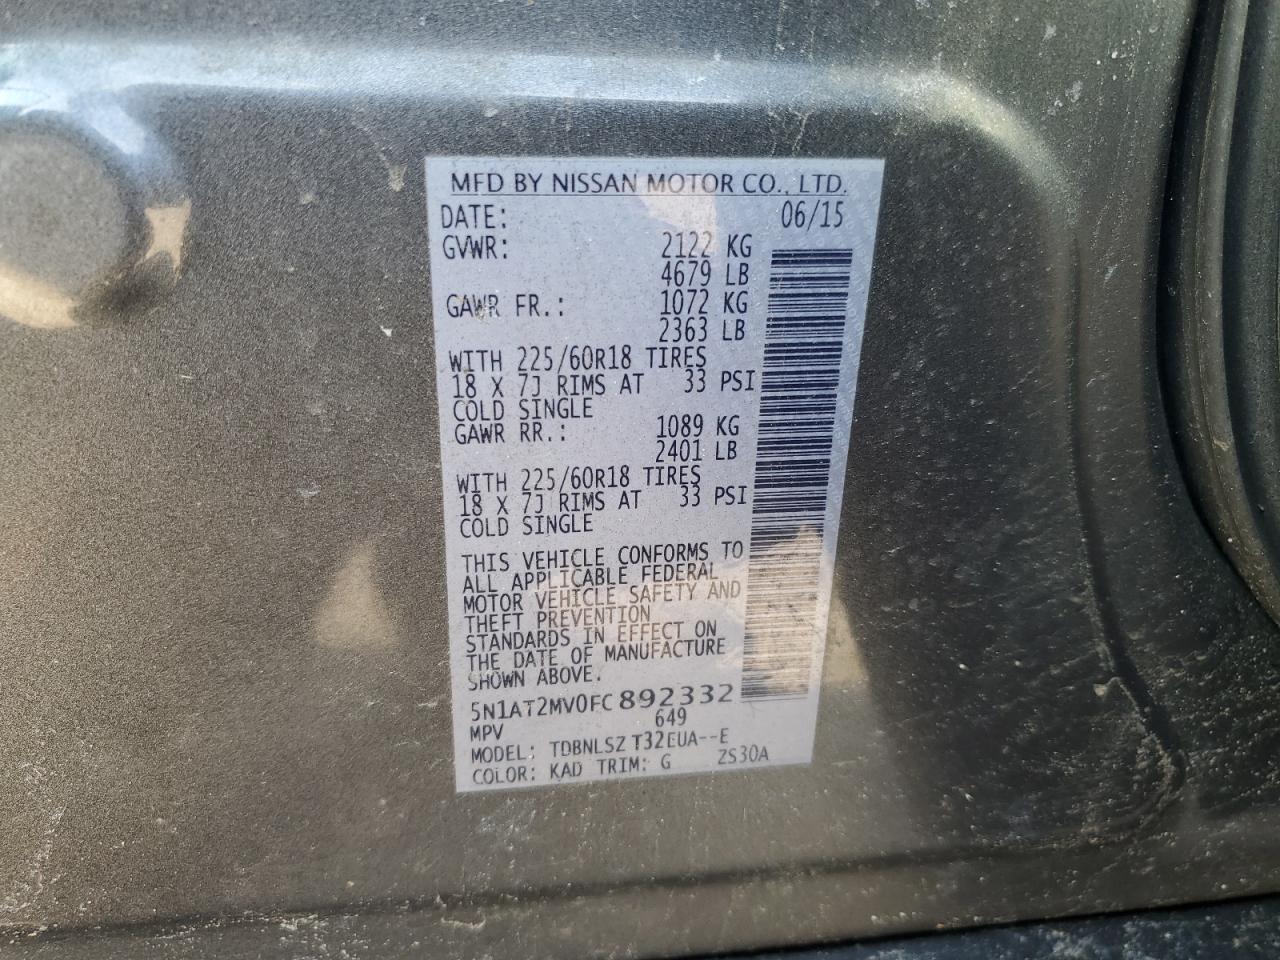 MFD BY NISSAN MOTOR CO., LTD.
DATE: 06/15
GVWR: 2122 KG
4679 LB
GAWR FR.: 1072 KG
2363 LB
WITH 225/60R18 TIRES
18 X 7J RIMS AT 33 PSI
COLD SINGLE
GAWR RR.: 1089 KG
2401 LB
WITH 225/60R18 TIRES
18 X 7J RIMS AT 33 PSI
COLD SINGLE
THIS VEHICLE CONFORMS TO
ALL APPLICABLE FEDERAL
MOTOR VEHICLE SAFETY AND
THEFT PREVENTION
STANDARDS IN EFFECT ON
THE DATE OF MANUFACTURE
SHOWN ABOVE.
5N1AT2MV0FC892332
MPV 649
MODEL: TDBNLSZ T32EUA--E
COLOR: KAD TRIM: G ZS30A